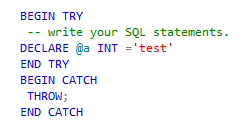 BEGIN TRY
-- write your SQL statements.
DECLARE @a INT ='test'
END TRY
BEGIN CATCH
THROW;
END CATCH